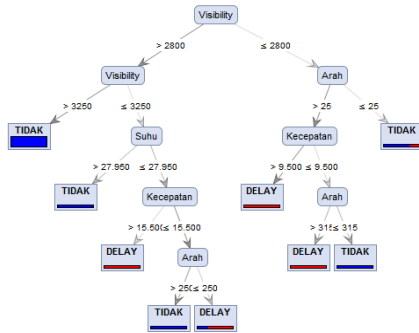 Visibility
> 2800
≤ 2800
Visibility
Arah
> 3250
≤ 3250
> 25
≤ 25
TIDAK
Suhu
Kecepatan
TIDAK
> 27.950
≤ 27.950
> 9.500
≤ 9.500
TIDAK
Kecepatan
DELAY
Arah
> 15.500
≤ 15.500
> 315
≤ 315
DELAY
Arah
DELAY
TIDAK
> 250
≤ 250
TIDAK
DELAY